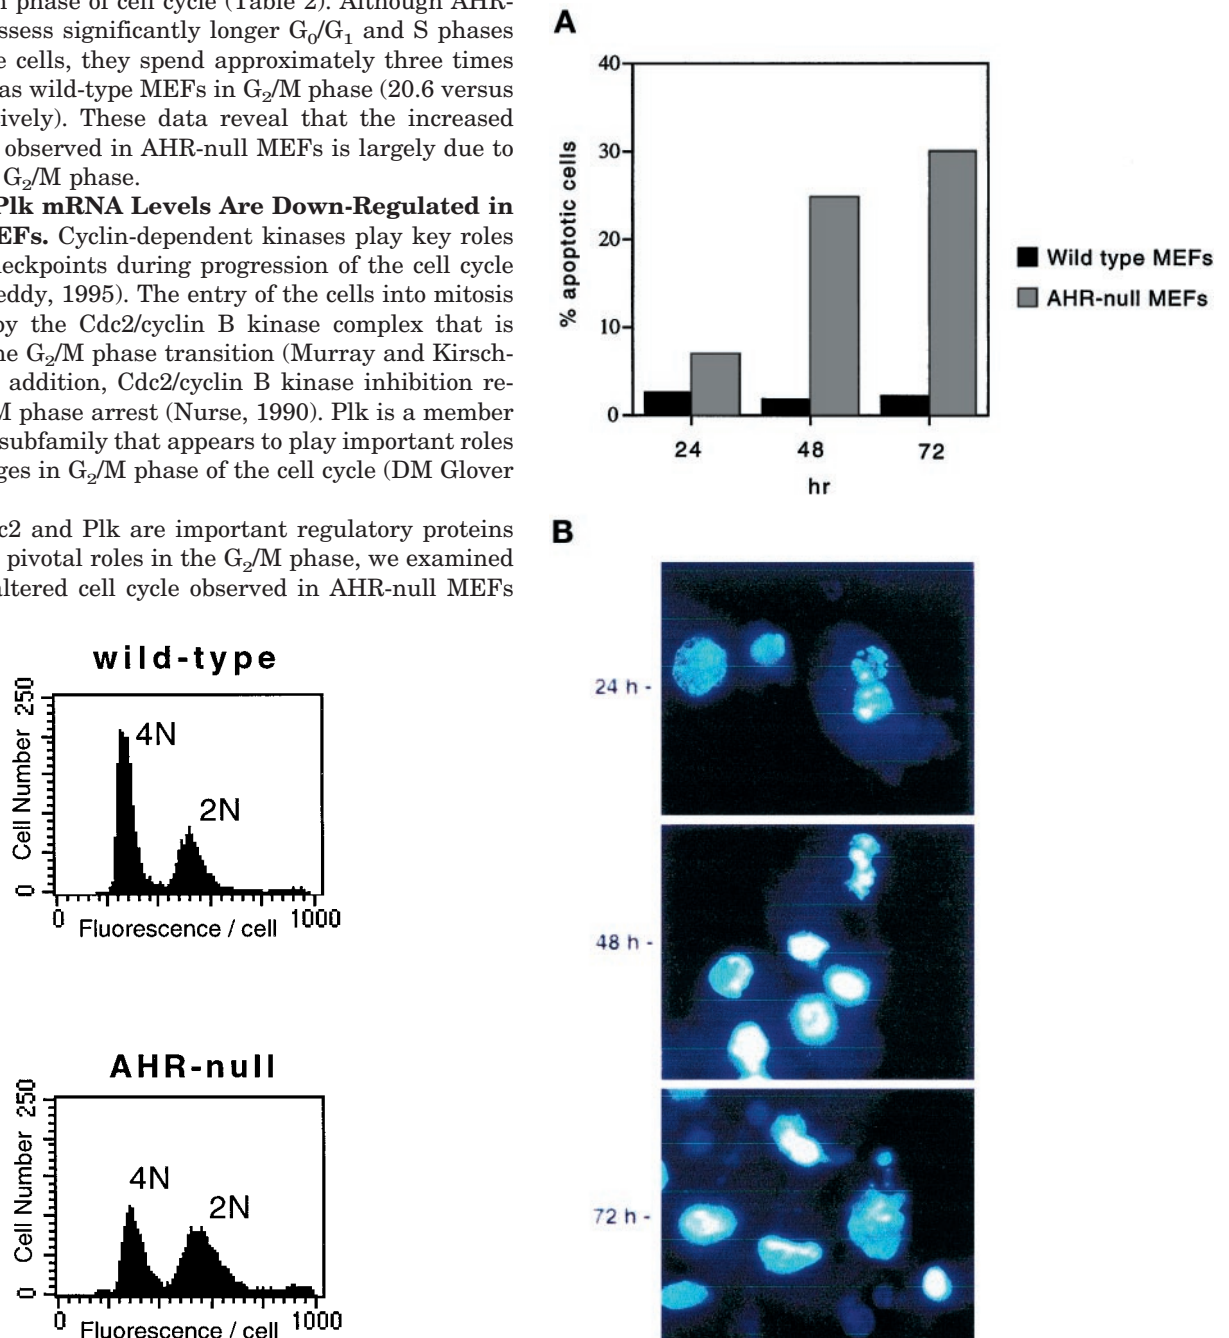 phase of cell cycle (Table 2). Although AHR-
ssess significantly longer G₀/G₁ and S phases
e cells, they spend approximately three times
as wild-type MEFs in G₂/M phase (20.6 versus
ively). These data reveal that the increased
observed in AHR-null MEFs is largely due to
G₂/M phase.
Plk mRNA Levels Are Down-Regulated in
EFs. Cyclin-dependent kinases play key roles
eckpoints during progression of the cell cycle
eddy, 1995). The entry of the cells into mitosis
by the Cdc2/cyclin B kinase complex that is
ne G₂/M phase transition (Murray and Kirsch-
addition, Cdc2/cyclin B kinase inhibition re-
M phase arrest (Nurse, 1990). Plk is a member
subfamily that appears to play important roles
ges in G₂/M phase of the cell cycle (DM Glover
c2 and Plk are important regulatory proteins
pivotal roles in the G₂/M phase, we examined
altered cell cycle observed in AHR-null MEFs
wild-type
250
Cell Number
0
4N
2N
0
1000
Fluorescence / cell
AHR-null
250
Cell Number
0
4N
2N
0
1000
Fluorescence / cell
A
40
30
20
10
0
% apoptotic cells
24
48
72
hr
Wild type MEFs
AHR-null MEFs
B
24 h -
48 h -
72 h -